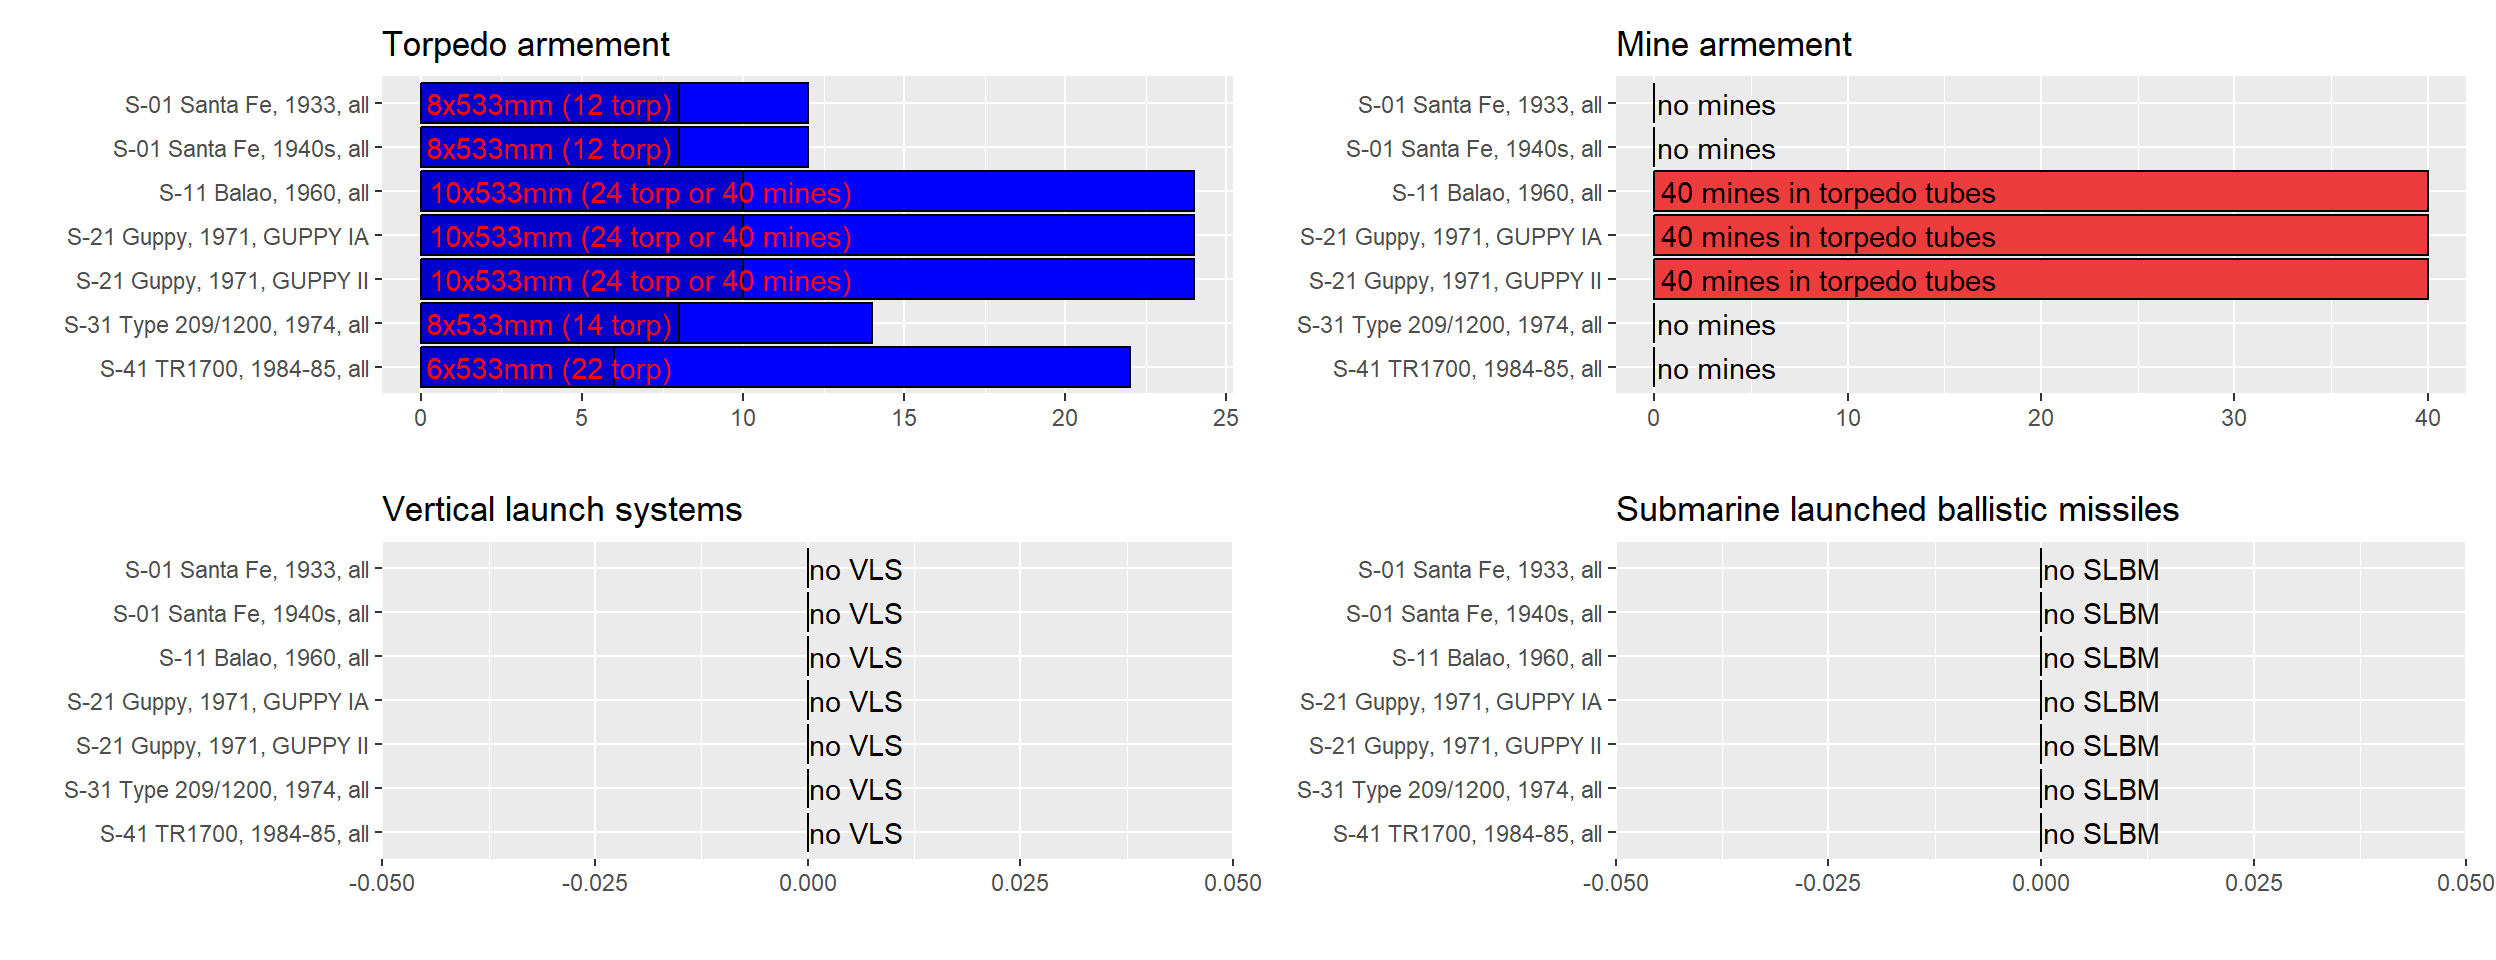 Torpedo armement
S-01 Santa Fe, 1933, all
8x533mm (12 torp)
S-01 Santa Fe, 1940s, all
8x533mm (12 torp)
S-11 Balao, 1960, all
10x533mm (24 torp or 40 mines)
S-21 Guppy, 1971, GUPPY IA
10x533mm (24 torp or 40 mines)
S-21 Guppy, 1971, GUPPY II
10x533mm (24 torp or 40 mines)
S-31 Type 209/1200, 1974, all
8x533mm (14 torp)
S-41 TR1700, 1984-85, all
6x533mm (22 torp)
0 5 10 15 20 25
Mine armement
S-01 Santa Fe, 1933, all
no mines
S-01 Santa Fe, 1940s, all
no mines
S-11 Balao, 1960, all
40 mines in torpedo tubes
S-21 Guppy, 1971, GUPPY IA
40 mines in torpedo tubes
S-21 Guppy, 1971, GUPPY II
40 mines in torpedo tubes
S-31 Type 209/1200, 1974, all
no mines
S-41 TR1700, 1984-85, all
no mines
0 10 20 30 40
Vertical launch systems
S-01 Santa Fe, 1933, all
no VLS
S-01 Santa Fe, 1940s, all
no VLS
S-11 Balao, 1960, all
no VLS
S-21 Guppy, 1971, GUPPY IA
no VLS
S-21 Guppy, 1971, GUPPY II
no VLS
S-31 Type 209/1200, 1974, all
no VLS
S-41 TR1700, 1984-85, all
no VLS
-0.050 -0.025 0.000 0.025 0.050
Submarine launched ballistic missiles
S-01 Santa Fe, 1933, all
no SLBM
S-01 Santa Fe, 1940s, all
no SLBM
S-11 Balao, 1960, all
no SLBM
S-21 Guppy, 1971, GUPPY IA
no SLBM
S-21 Guppy, 1971, GUPPY II
no SLBM
S-31 Type 209/1200, 1974, all
no SLBM
S-41 TR1700, 1984-85, all
no SLBM
-0.050 -0.025 0.000 0.025 0.050